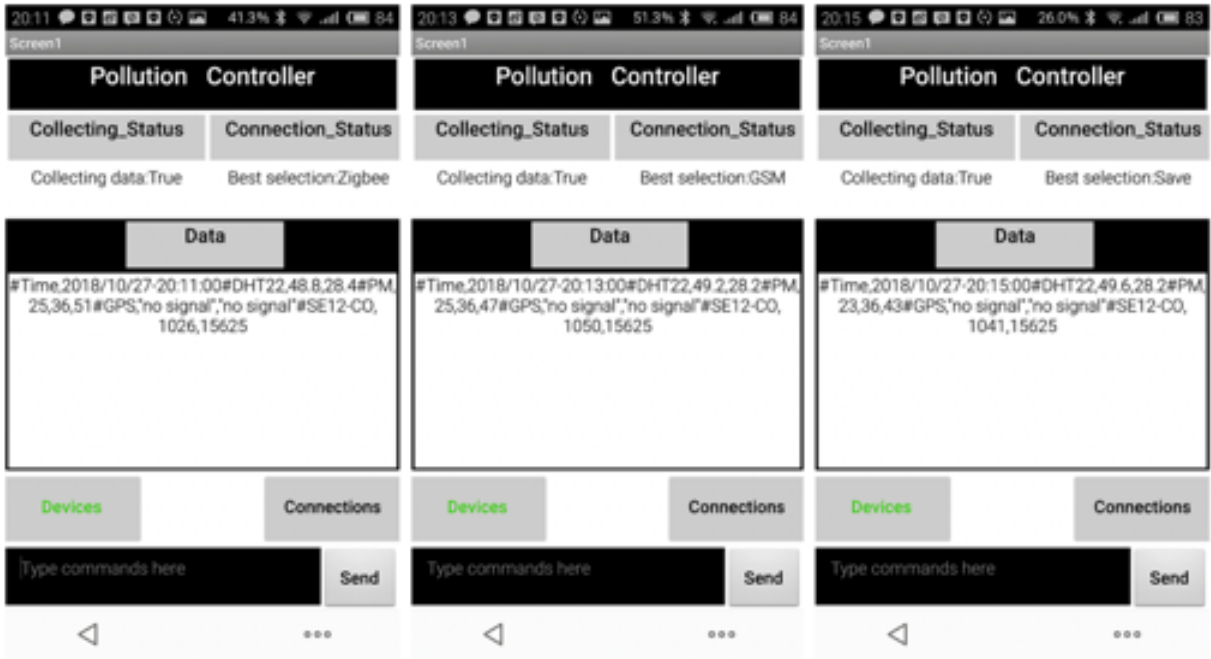 20:11 41.3% 84
Screen1
Pollution Controller
Collecting_Status Connection_Status
Collecting data:True Best selection:Zigbee
Data
#Time,2018/10/27-20:11:00#DHT22,48.8,28.4#PM,
25,36,51#GPS,"no signal","no signal"#SE12-CO,
1026,15625
Devices Connections
Type commands here Send
20:13 51.3% 84
Screen1
Pollution Controller
Collecting_Status Connection_Status
Collecting data:True Best selection:GSM
Data
#Time,2018/10/27-20:13:00#DHT22,49.2,28.2#PM,
25,36,47#GPS,"no signal","no signal"#SE12-CO,
1050,15625
Devices Connections
Type commands here Send
20:15 26.0% 83
Screen1
Pollution Controller
Collecting_Status Connection_Status
Collecting data:True Best selection:Save
Data
#Time,2018/10/27-20:15:00#DHT22,49.6,28.2#PM,
23,36,43#GPS,"no signal","no signal"#SE12-CO,
1041,15625
Devices Connections
Type commands here Send